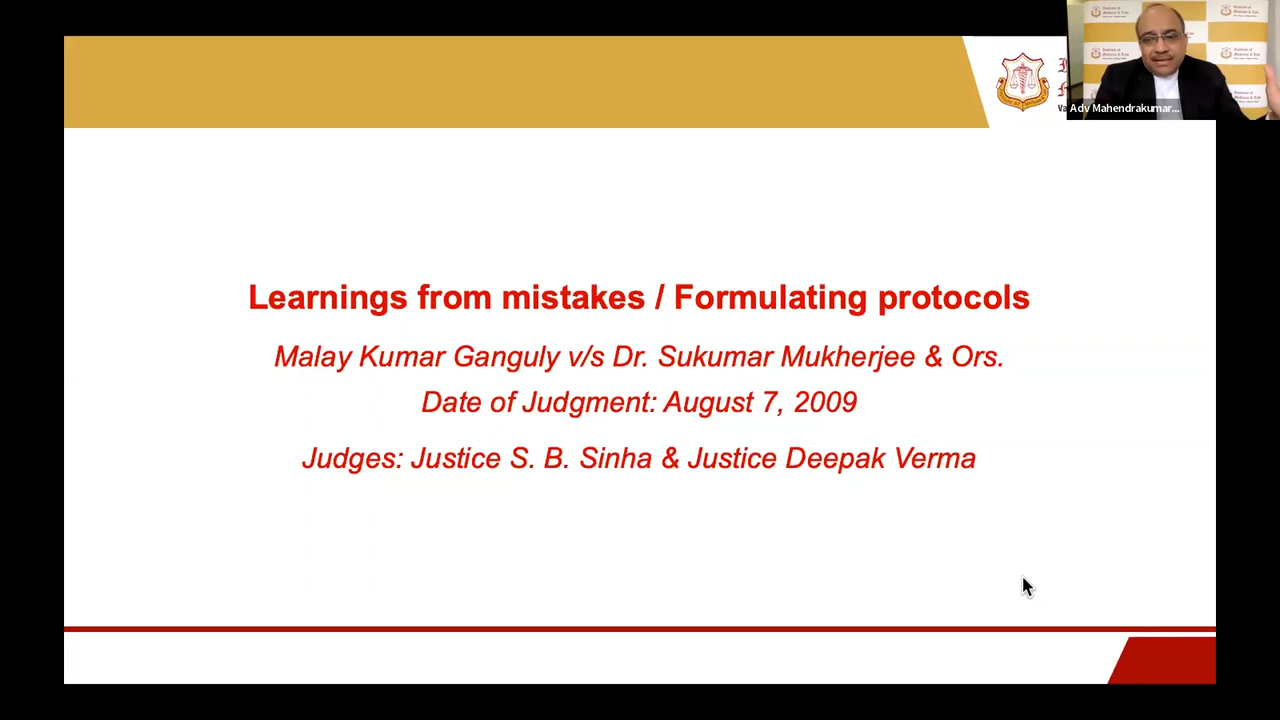 Adv Mahendrakumar...
Learnings from mistakes / Formulating protocols
Malay Kumar Ganguly v/s Dr. Sukumar Mukherjee & Ors.
Date of Judgment: August 7, 2009
Judges: Justice S. B. Sinha & Justice Deepak Verma